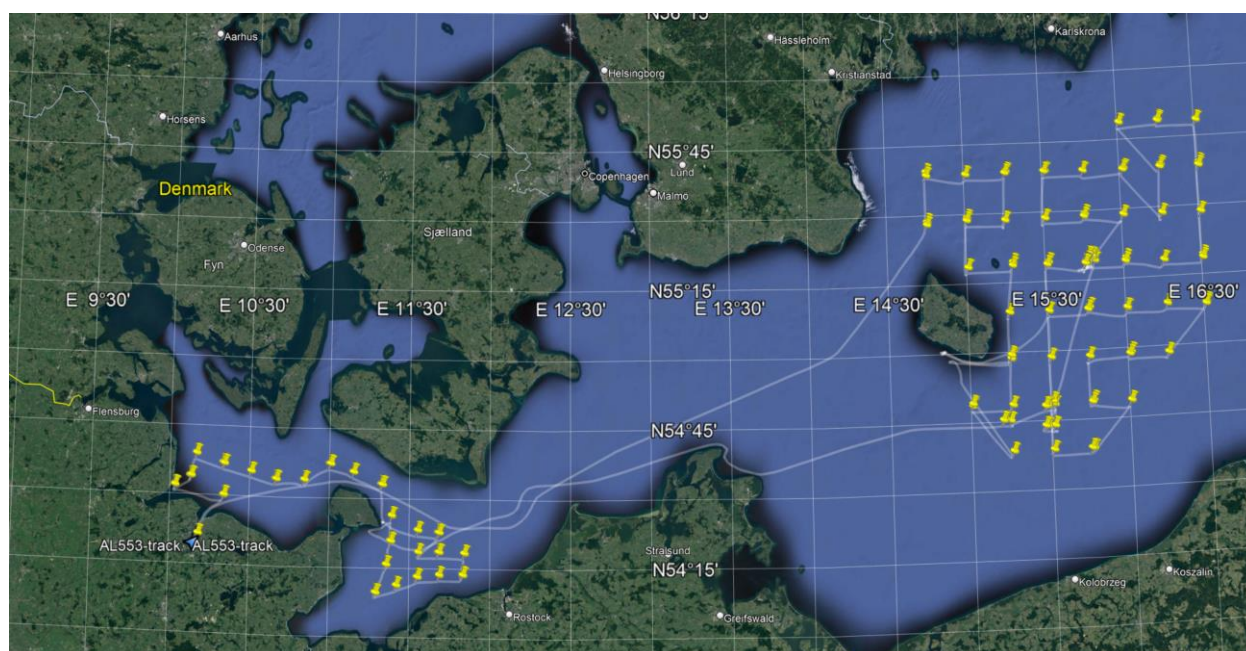 N56°15'
Aarhus
Hässleholm
Karlskrona
Helsingborg
Kristianstad
Horsens
N55°45'
Lund
Copenhagen
Denmark
Malmö
Sjælland
Odense
Fyn
N55°15'
E 9°30'
E 10°30'
E 11°30'
E 12°30'
E 13°30'
E 14°30'
E 15°30'
E 16°30'
Flensburg
N54°45'
AL553-track
AL553-track
Stralsund
N54°15'
Koszalin
Kolobrzeg
Rostock
Greifswald